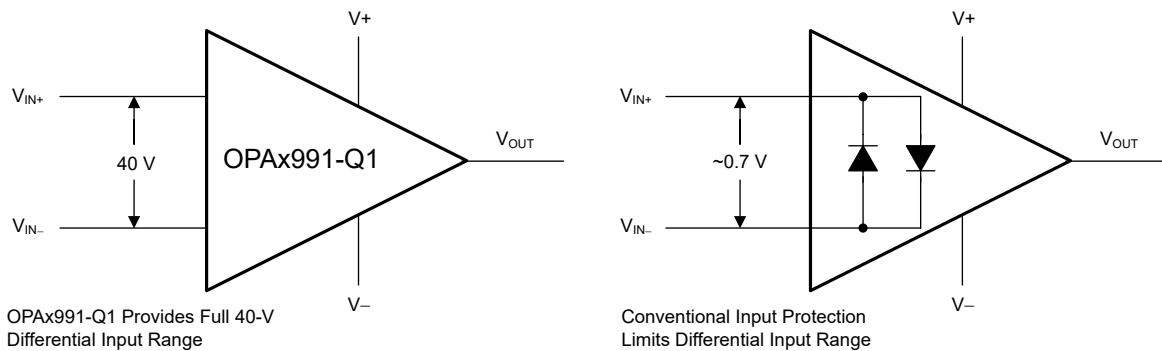 V+
VIN+
40 V
OPAx991-Q1
VOUT
VIN–
V–
OPAx991-Q1 Provides Full 40-V
Differential Input Range
V+
VIN+
~0.7 V
VOUT
VIN–
V–
Conventional Input Protection
Limits Differential Input Range